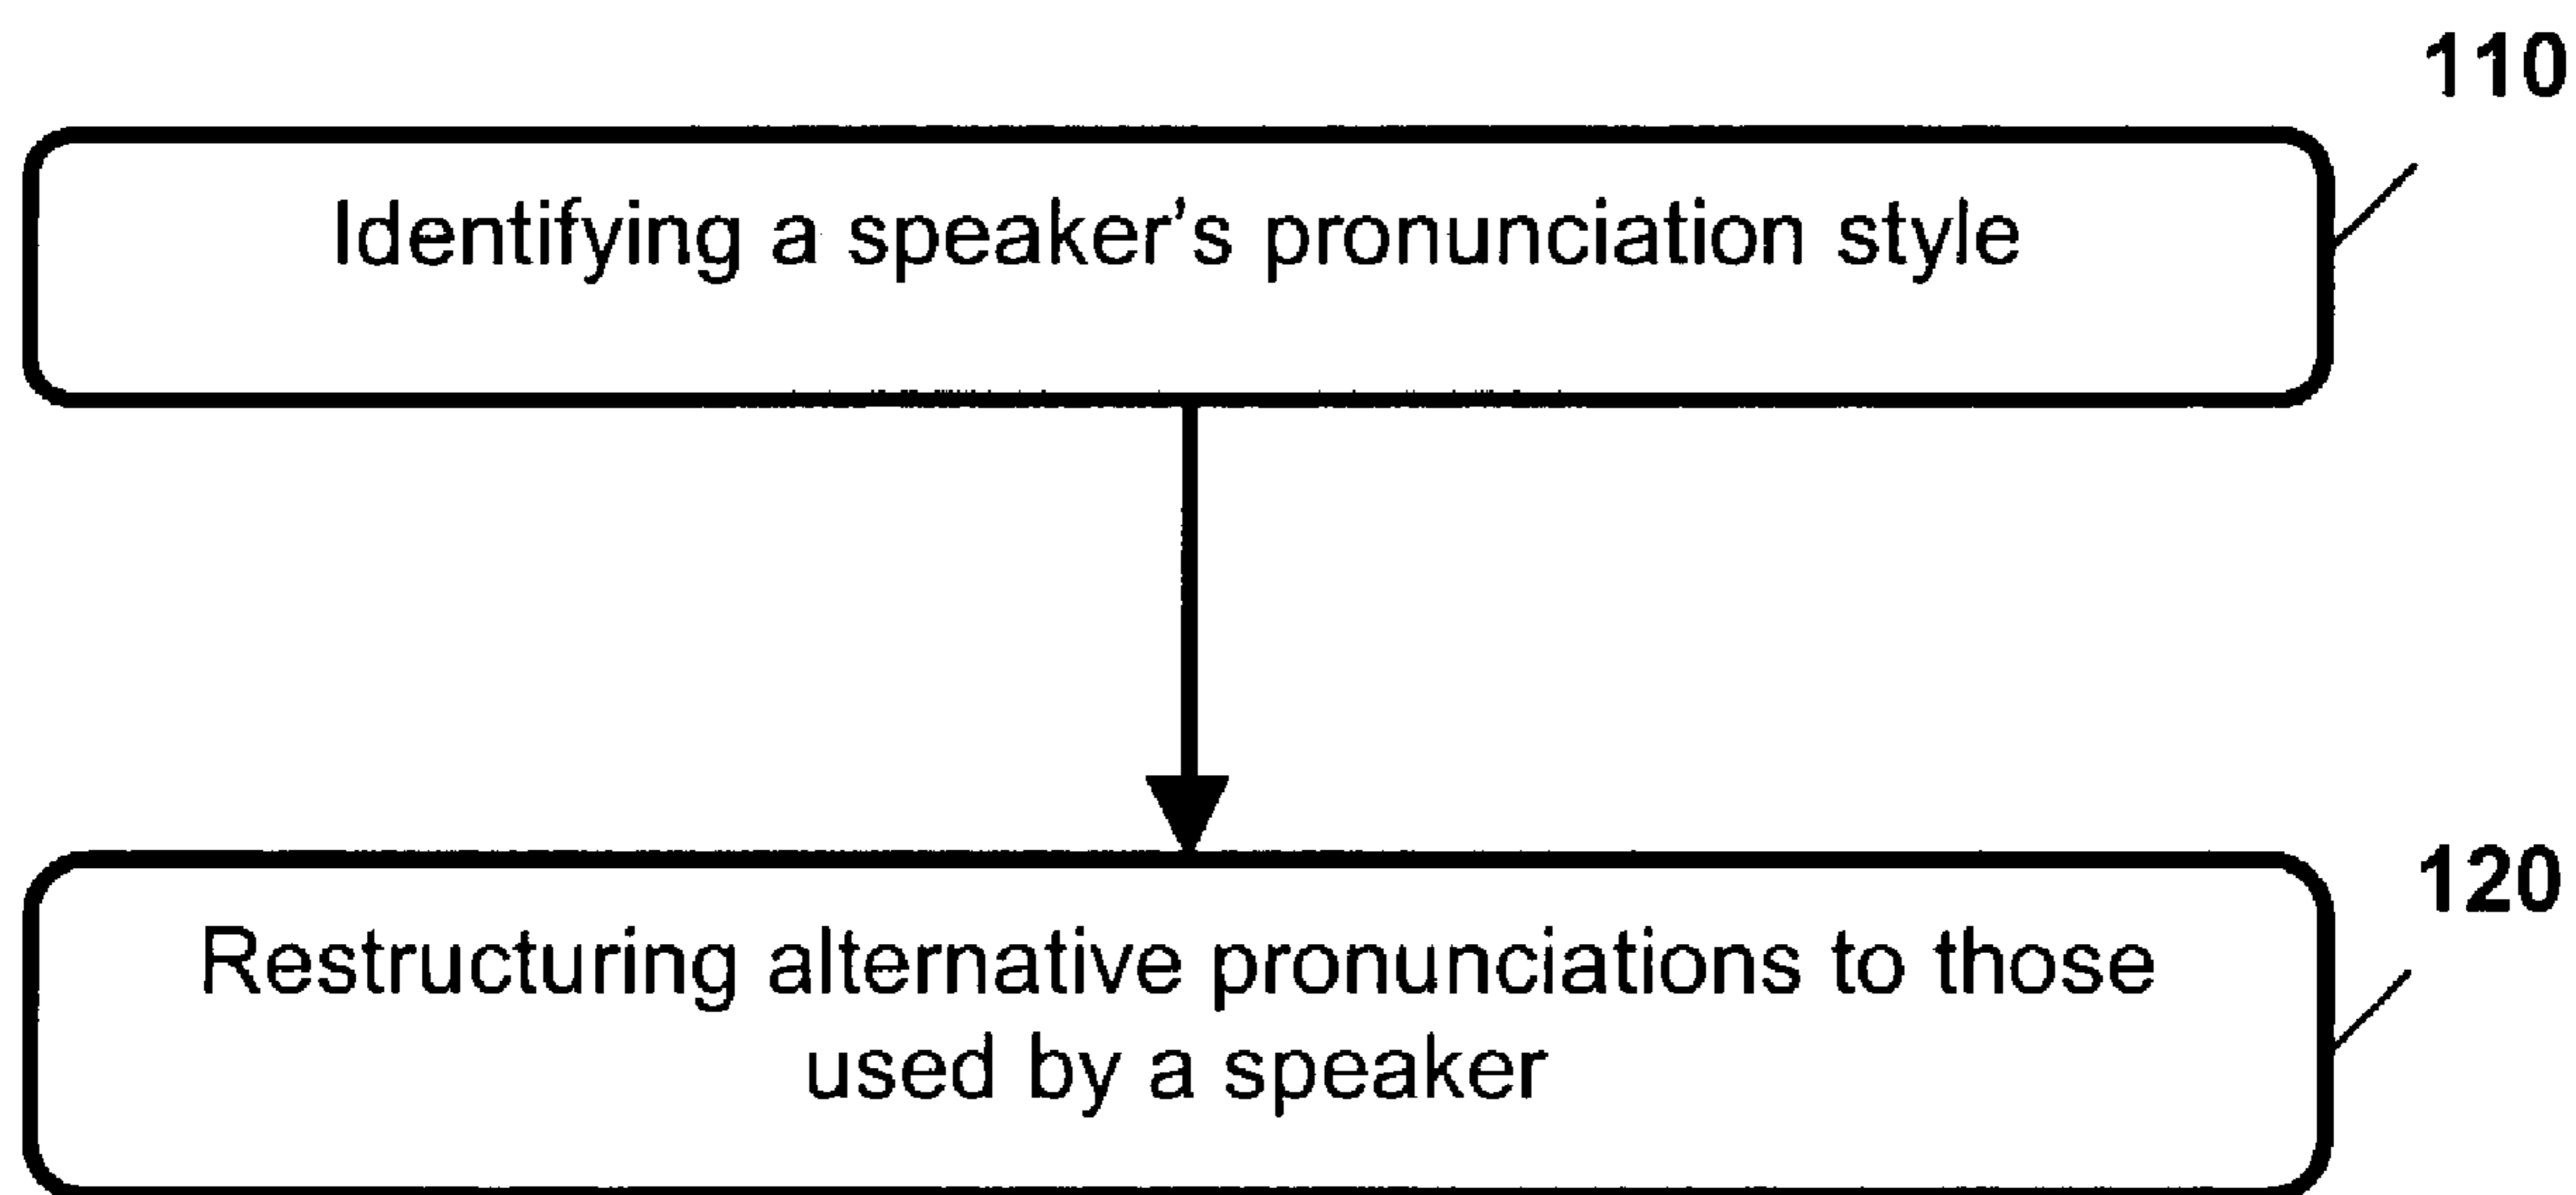 110
Identifying a speaker's pronunciation style
120
Restructuring alternative pronunciations to those
used by a speaker